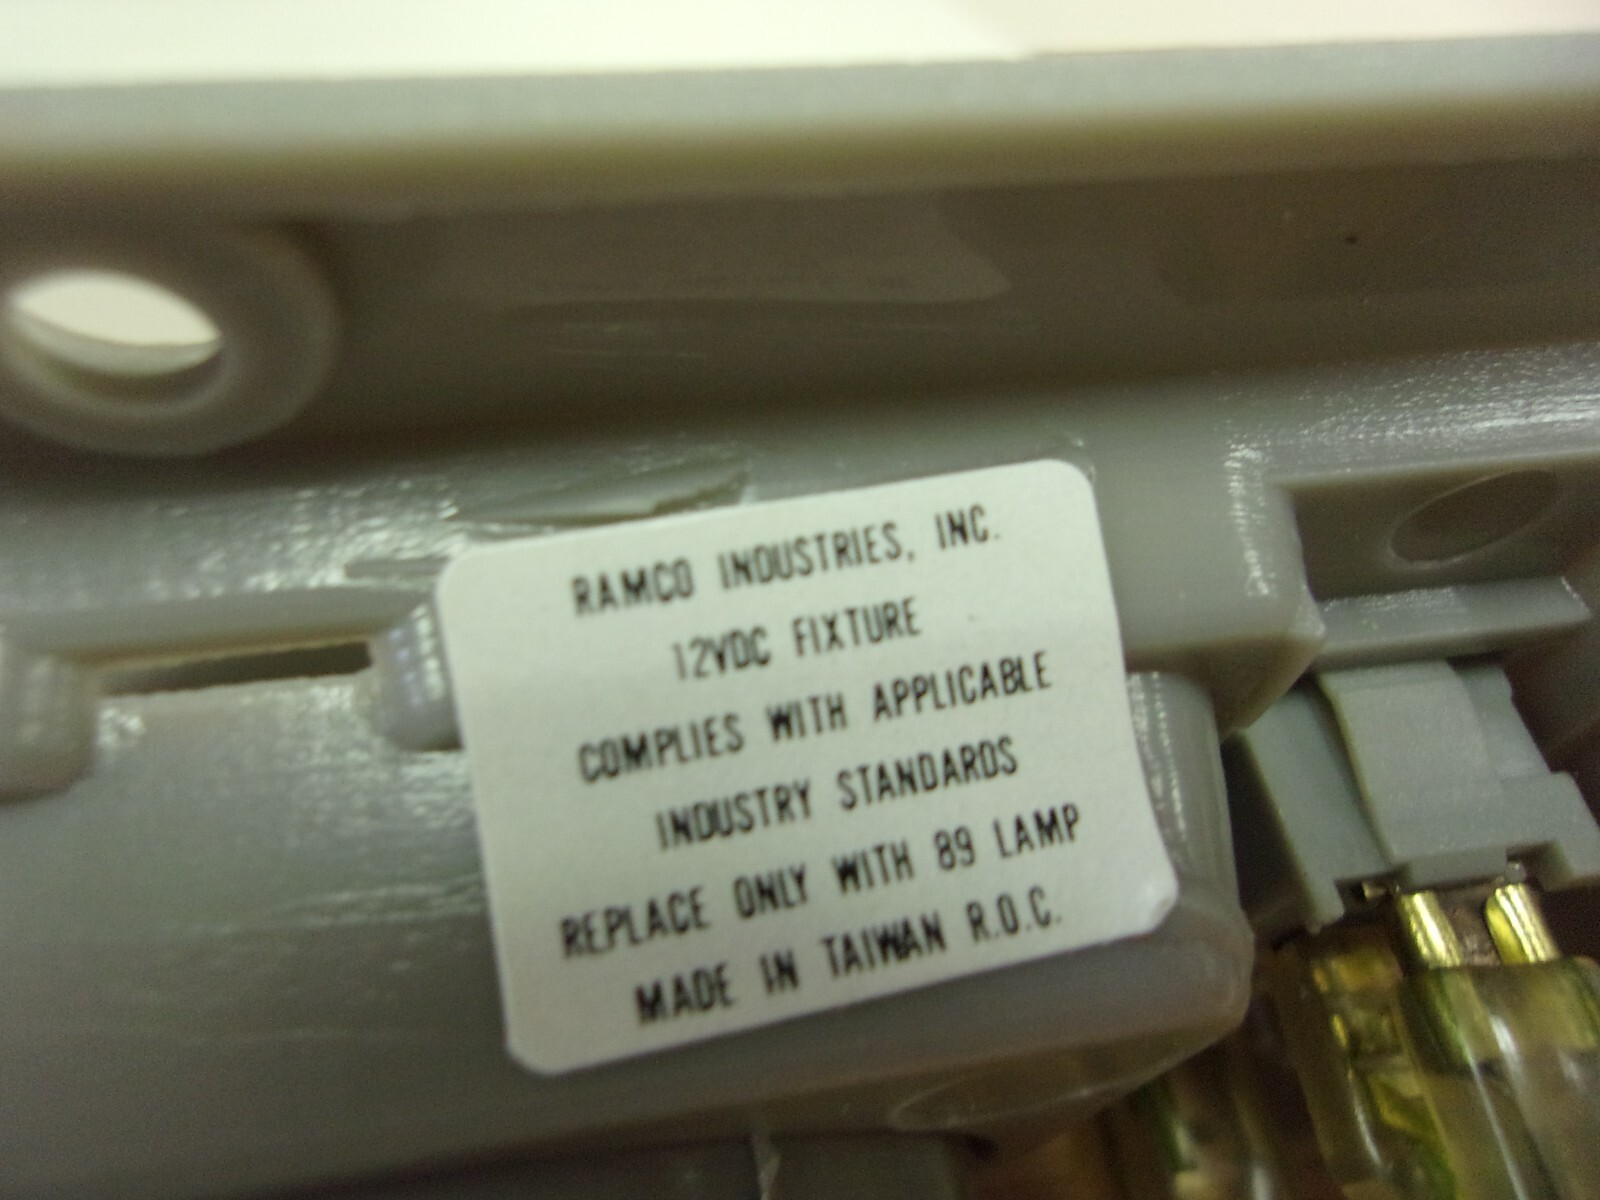 RAMCO INDUSTRIES, INC.
12VDC FIXTURE
COMPLIES WITH APPLICABLE
INDUSTRY STANDARDS
REPLACE ONLY WITH 89 LAMP
MADE IN TAIWAN R.O.C.